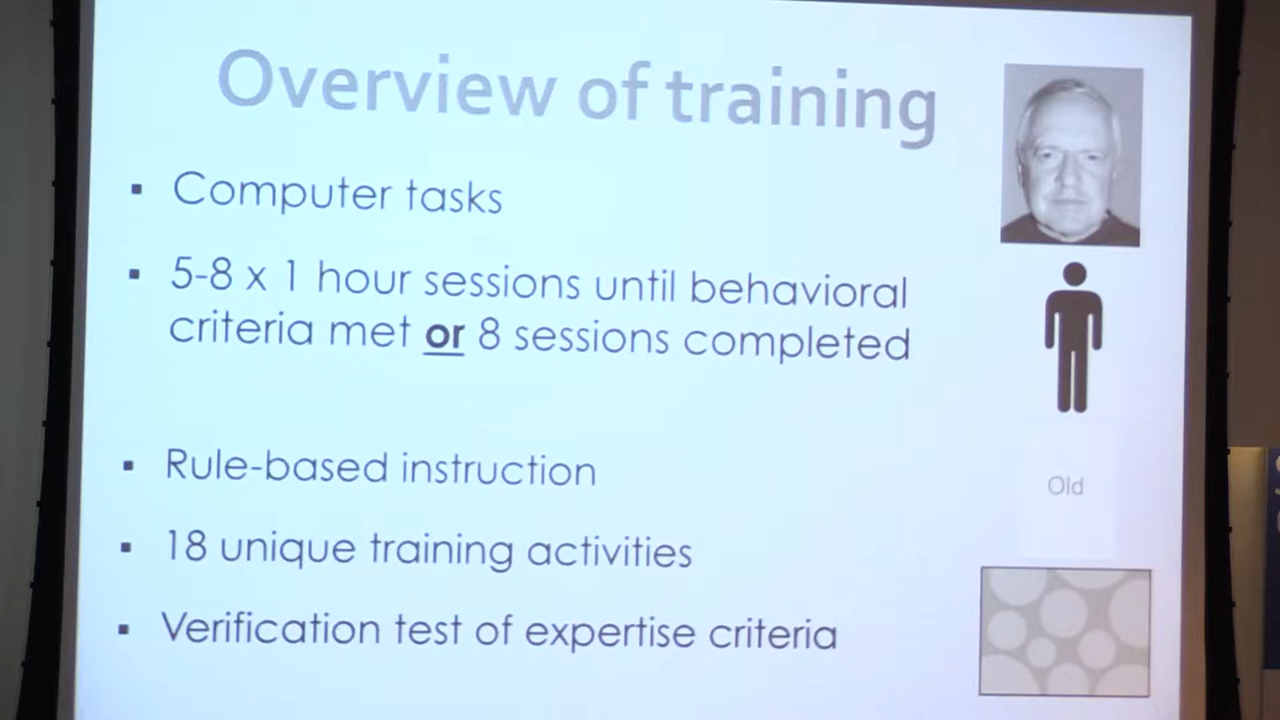 Overview of training
▪ Computer tasks
▪ 5-8 x 1 hour sessions until behavioral
criteria met or 8 sessions completed
▪ Rule-based instruction
▪ 18 unique training activities
▪ Verification test of expertise criteria
Old